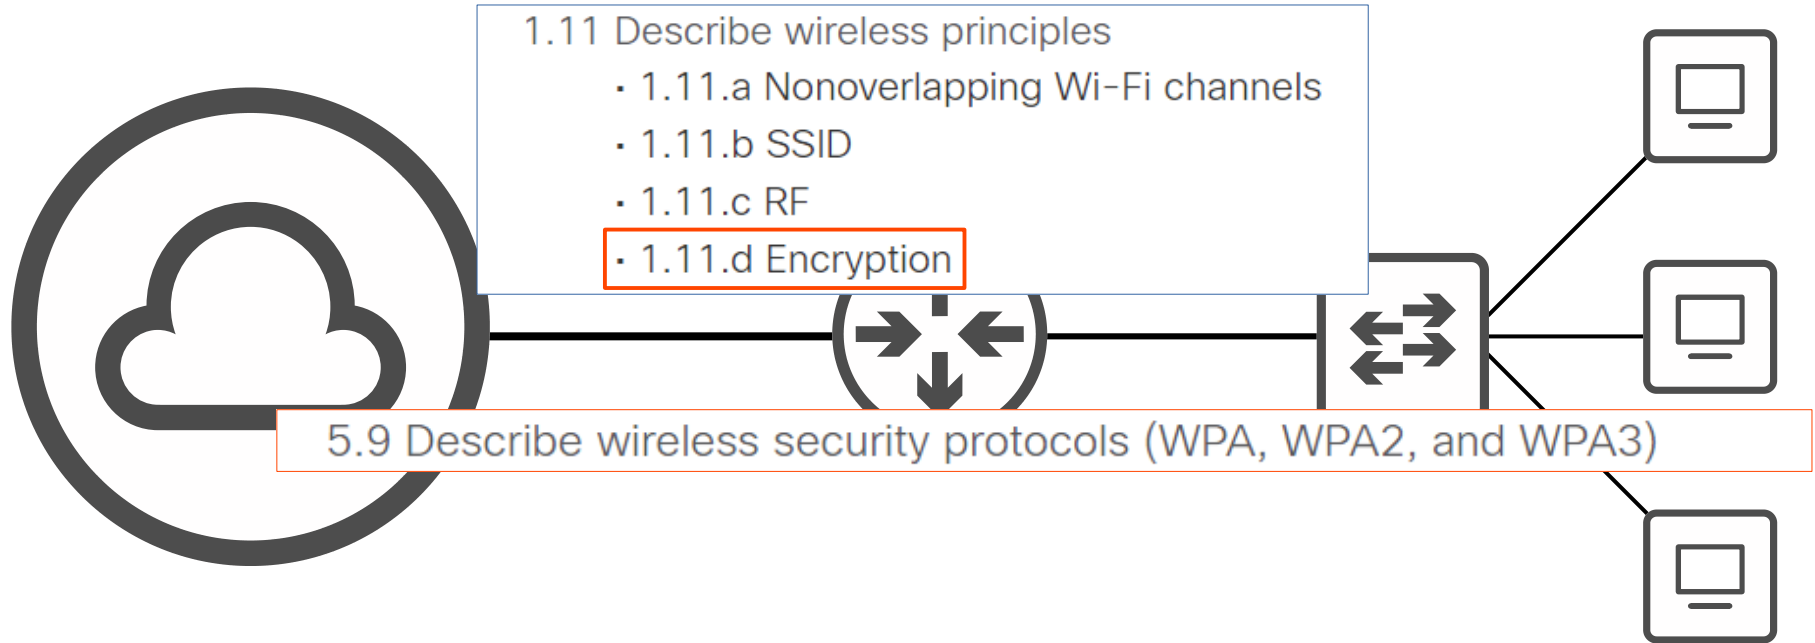 1.11 Describe wireless principles
· 1.11.a Nonoverlapping Wi-Fi channels
· 1.11.b SSID
· 1.11.c RF
· 1.11.d Encryption
5.9 Describe wireless security protocols (WPA, WPA2, and WPA3)